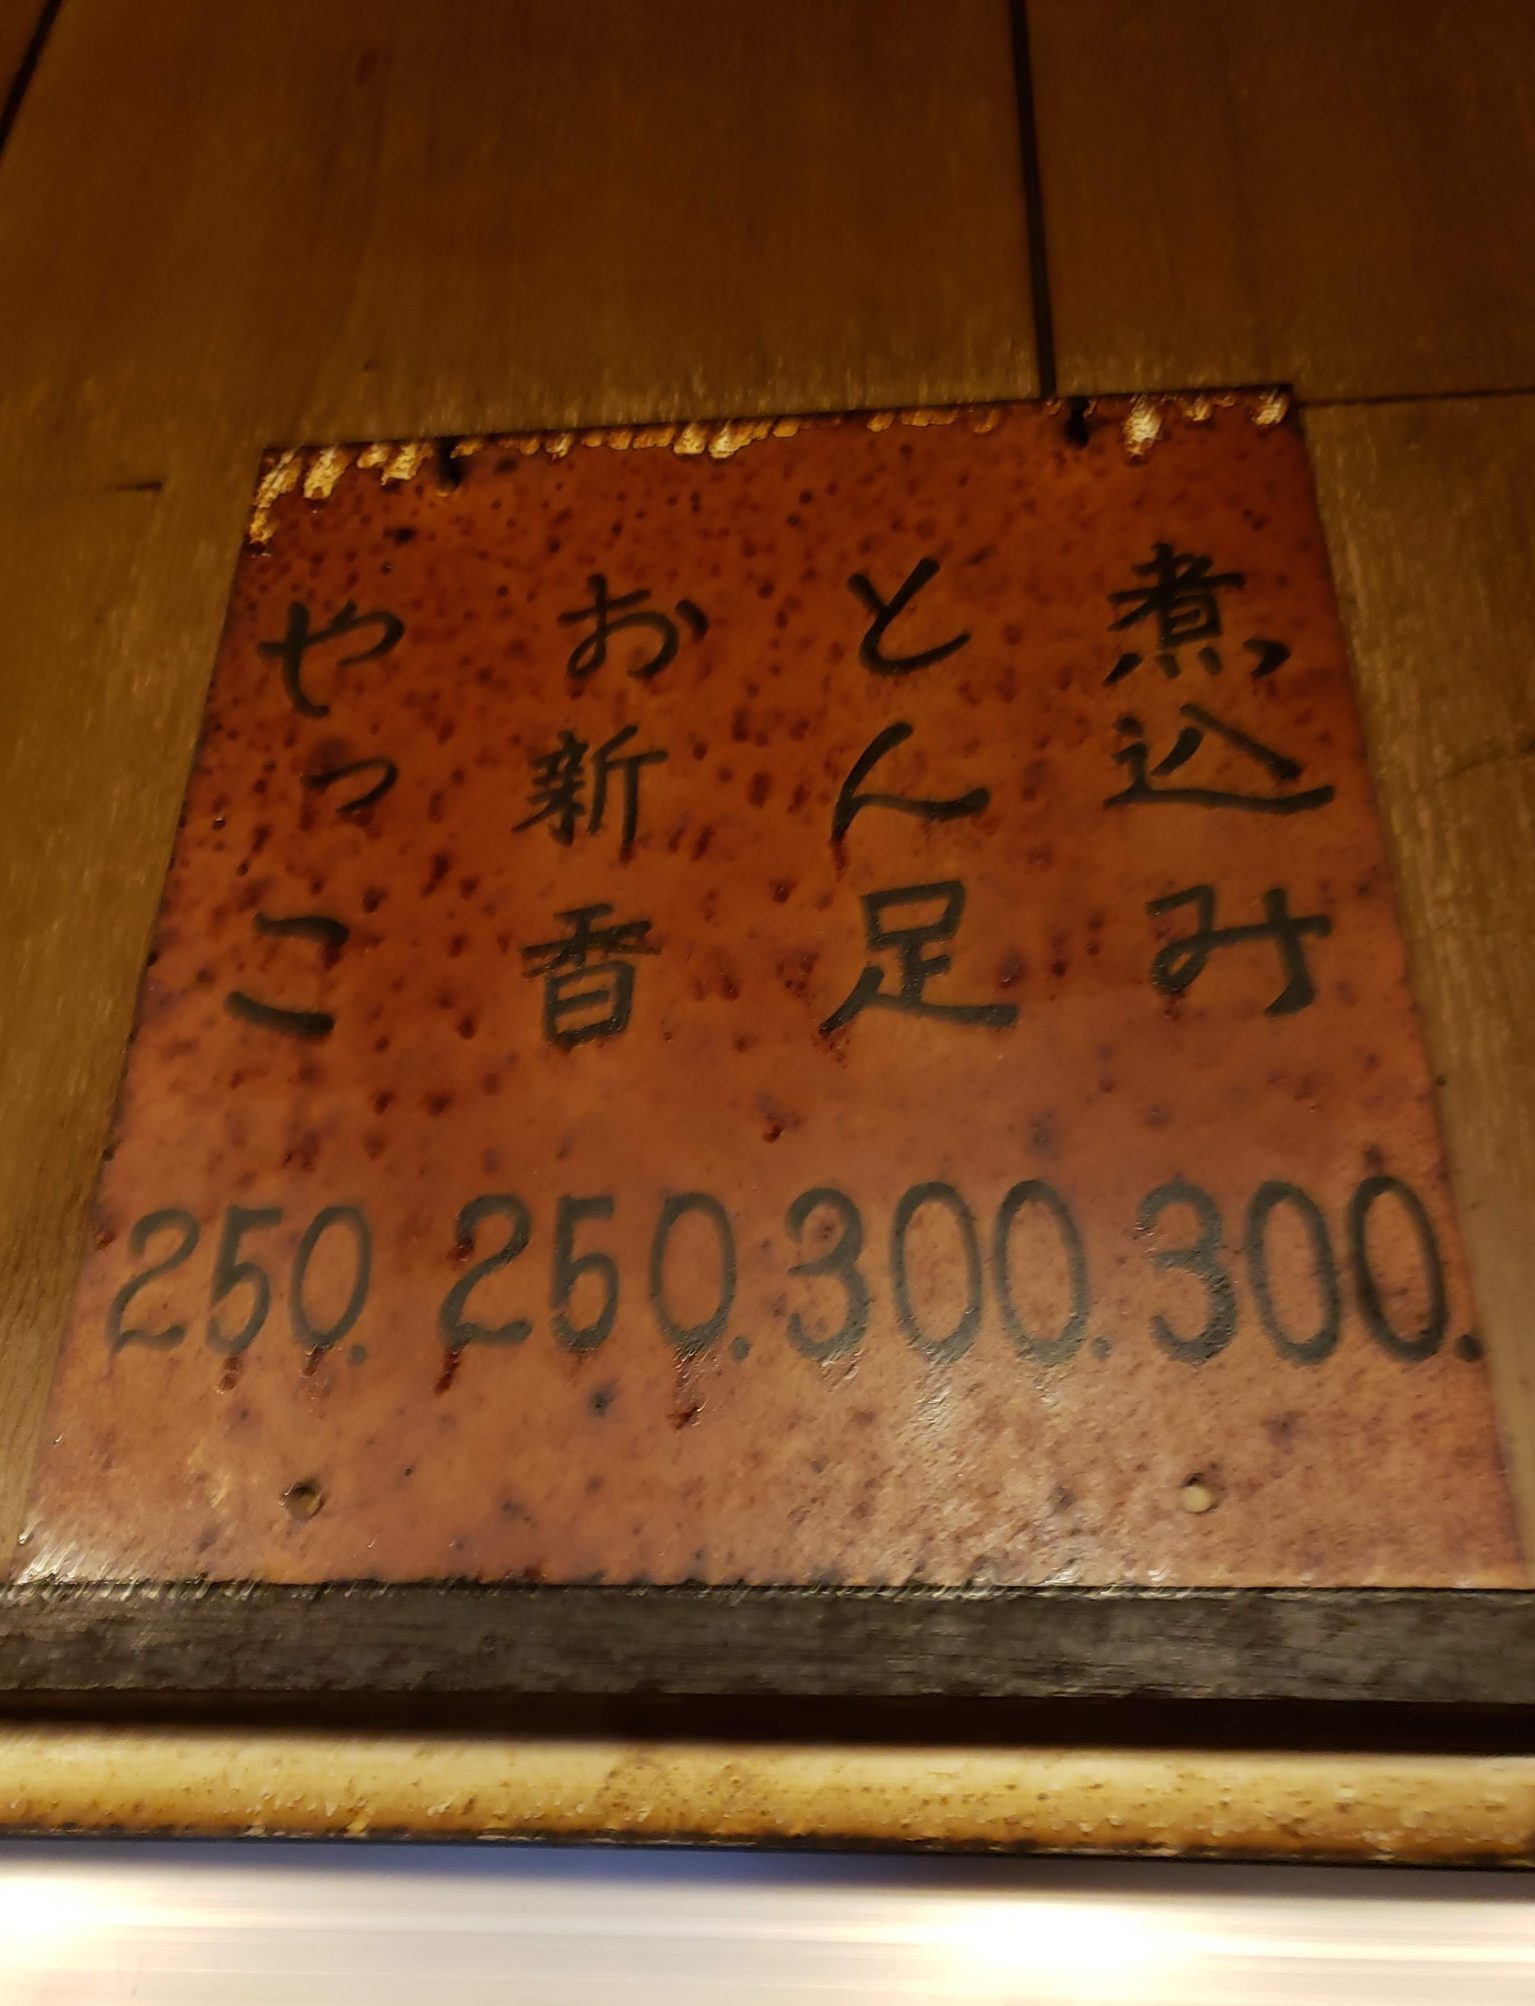 煮込み 300.
とん足 300.
お新香 250.
やっこ 250.